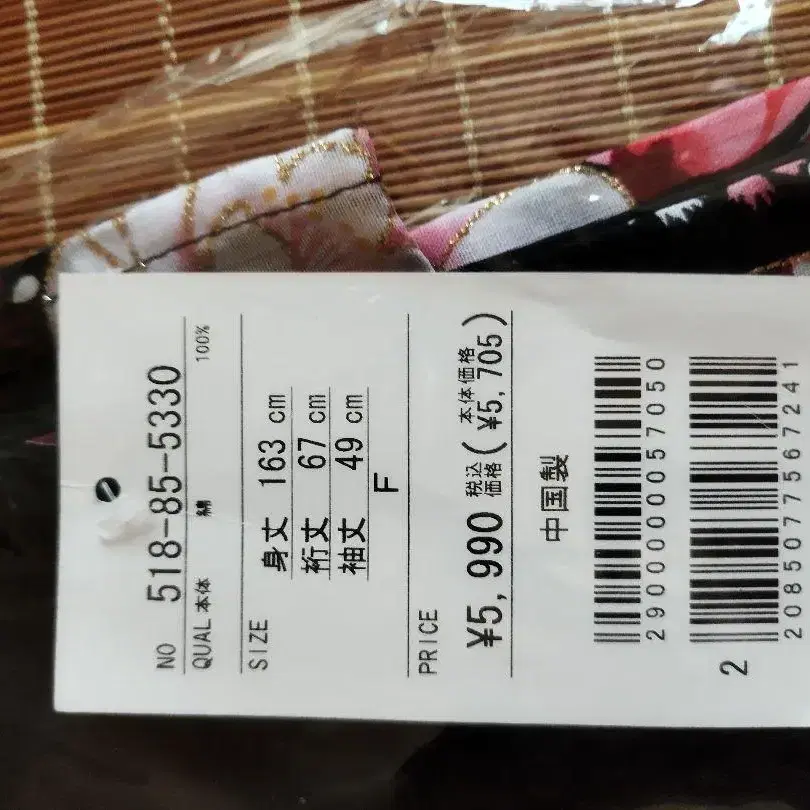 NO 518-85-5330
QUAL 本体 綿 100%
SIZE
身丈 163 cm
裄丈 67 cm
袖丈 49 cm
F
PRICE
¥5,990 税込価格 (本体価格 ¥5,705)
中国製
2900000057050
2
2085077567241